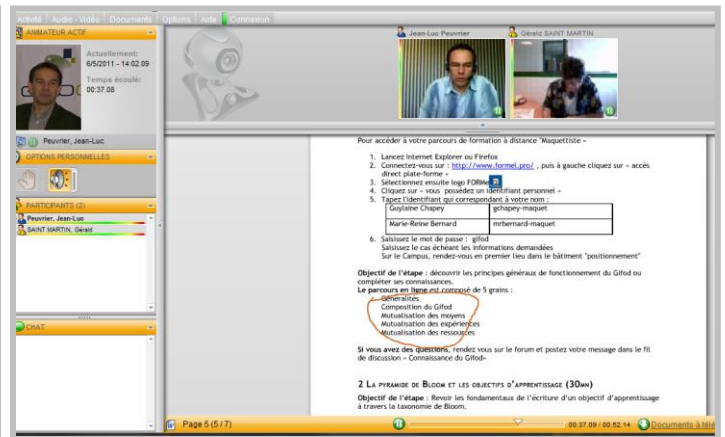 Activité Audio - Vidéo Documents Options Aide Connexion
ANIMATEUR ACTIF
Actuellement:
6/5/2011 - 14:02.09
Temps écoulé:
00:37.08
Peuvrier, Jean-Luc
OPTIONS PERSONNELLES
PARTICIPANTS (2)
Peuvrier, Jean-Luc
SAINT MARTIN, Gérald
CHAT
Jean-Luc Peuvrier
Gérald SAINT MARTIN
Pour accéder à votre parcours de formation à distance "Maquettiste »
1. Lancez Internet Explorer ou Firefox
2. Connectez-vous sur : http://www.formel.pro/ , puis à gauche cliquez sur « accès
direct plate-forme »
3. Sélectionnez ensuite logo FORMe
4. Cliquez sur « vous possédez un identifiant personnel »
5. Tapez l'identifiant qui correspondant à votre nom :
Guylaine Chapey gchapey-maquet
Marie-Reine Bernard mrbernard-maquet
6. Saisissez le mot de passe : gifod
Saisissez le cas échéant les informations demandées
Sur le Campus, rendez-vous en premier lieu dans le bâtiment "positionnement"
Objectif de l'étape : découvrir les principes généraux de fonctionnement du Gifod ou
compléter ses connaissances.
Le parcours en ligne est composé de 5 grains :
Généralités
Composition du Gifod
Mutualisation des moyens
Mutualisation des expériences
Mutualisation des ressources
Si vous avez des questions, rendez vous sur le forum et postez votre message dans le fil
de discussion « Connaissance du Gifod»
2 LA PYRAMIDE DE BLOOM ET LES OBJECTIFS D'APPRENTISSAGE (30MN)
Objectif de l'étape : Revoir les fondamentaux de l'écriture d'un objectif d'apprentissage
à travers la taxonomie de Bloom.
Page 5 (5 / 7)
00:37.09 / 00:52.14
Documents à télé